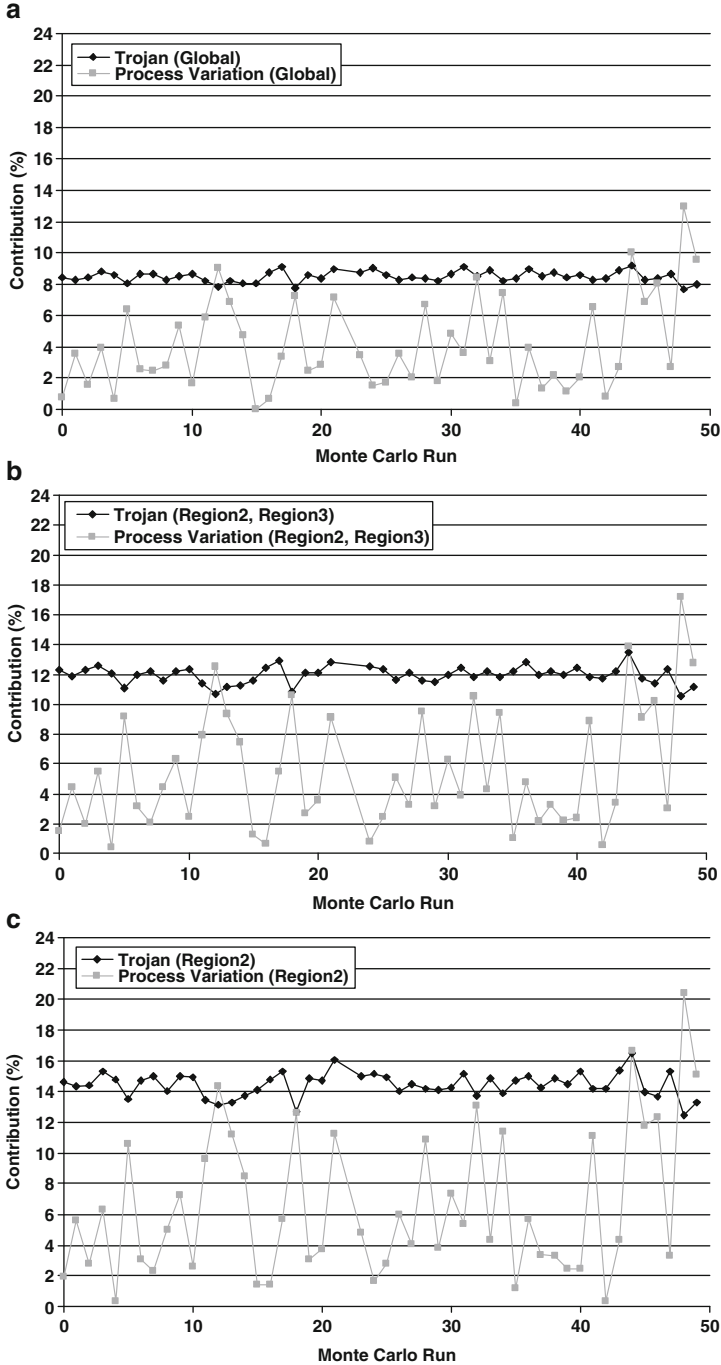 a
24
22
20
18
16
14
12
10
8
6
4
2
0
Contribution (%)
Trojan (Global)
Process Variation (Global)
0 10 20 30 40 50
Monte Carlo Run
b
24
22
20
18
16
14
12
10
8
6
4
2
0
Contribution (%)
Trojan (Region2, Region3)
Process Variation (Region2, Region3)
0 10 20 30 40 50
Monte Carlo Run
c
24
22
20
18
16
14
12
10
8
6
4
2
0
Contribution (%)
Trojan (Region2)
Process Variation (Region2)
0 10 20 30 40 50
Monte Carlo Run